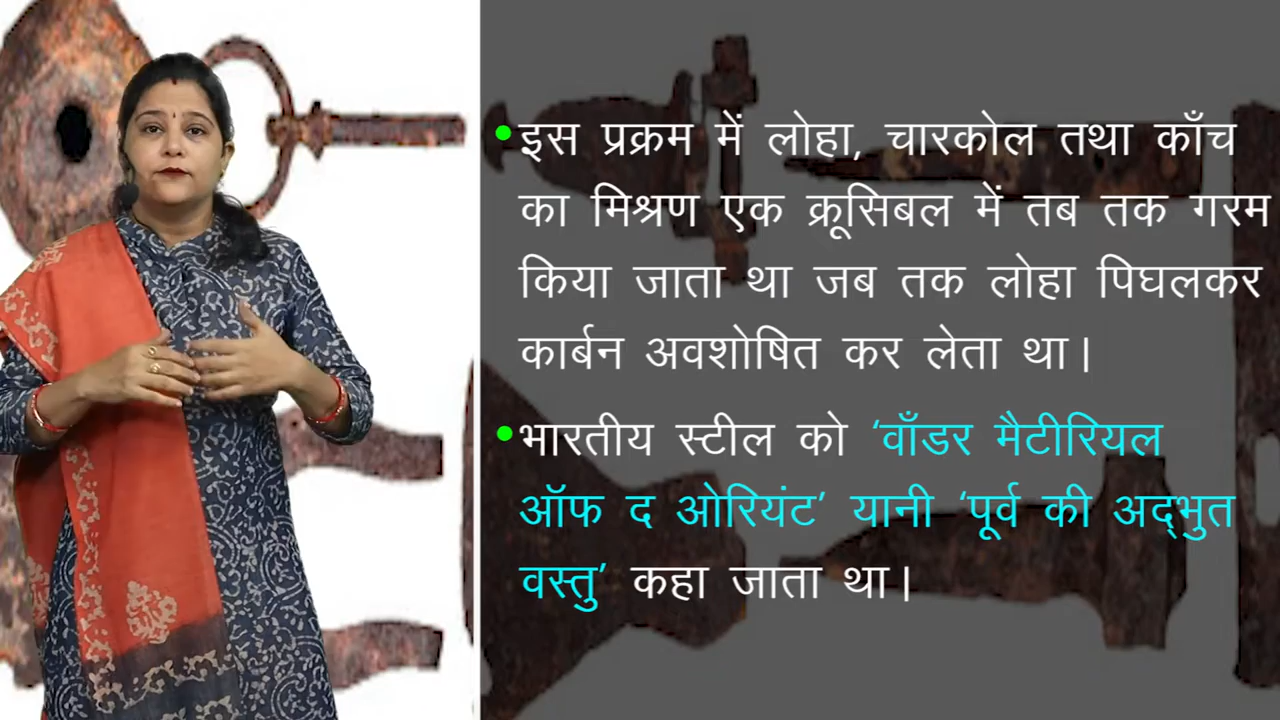 • इस प्रक्रम में लोहा, चारकोल तथा काँच
का मिश्रण एक क्रूसिबल में तब तक गरम
किया जाता था जब तक लोहा पिघलकर
कार्बन अवशोषित कर लेता था।
• भारतीय स्टील को ‘वाँडर मैटीरियल
ऑफ द ओरियंट’ यानी ‘पूर्व की अद्भुत
वस्तु’ कहा जाता था।